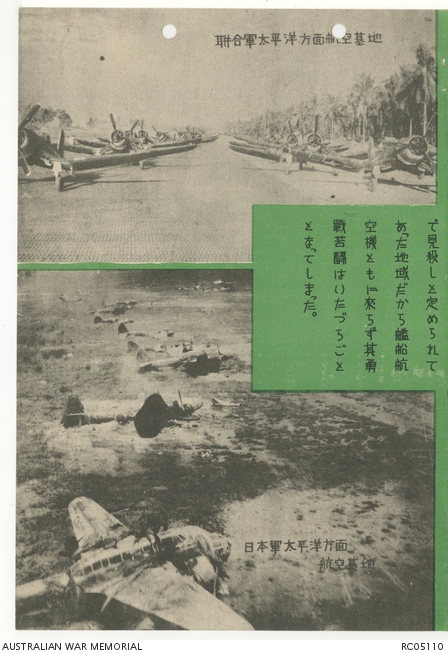 聯合軍太平洋方面航空基地
で見殺しと定められて
あった地域だから艦船航
空機ともに來らず其勇
戰苦鬪はいたづらごと
となってしまった。
日本軍太平洋方面
航空基地
AUSTRALIAN WAR MEMORIAL
RC05110